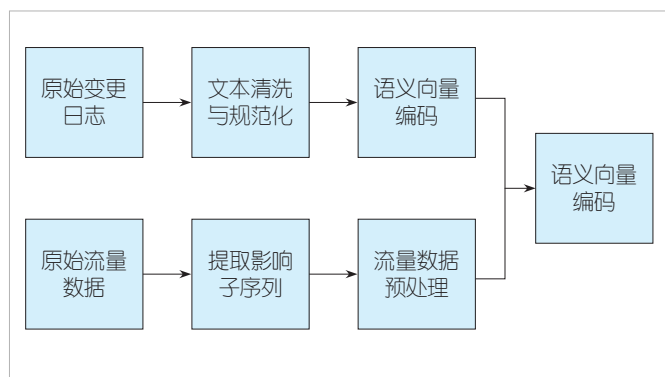 原始变更
日志
文本清洗
与规范化
语义向量
编码
语义向量
编码
原始流量
数据
提取影响
子序列
流量数据
预处理